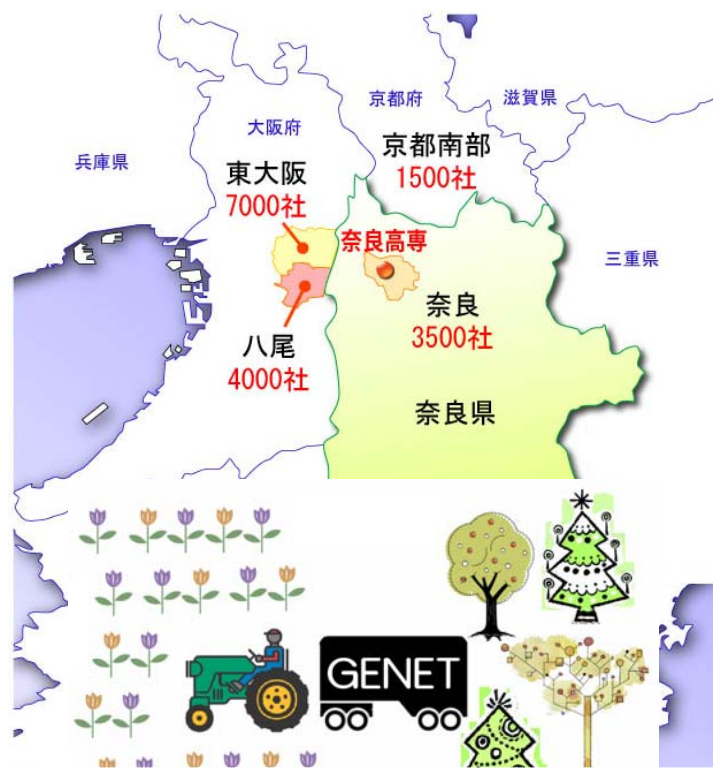 京都府
滋賀県
大阪府
兵庫県
京都南部
1500社
東大阪
7000社
奈良高専
三重県
奈良
3500社
八尾
4000社
奈良県
GENET